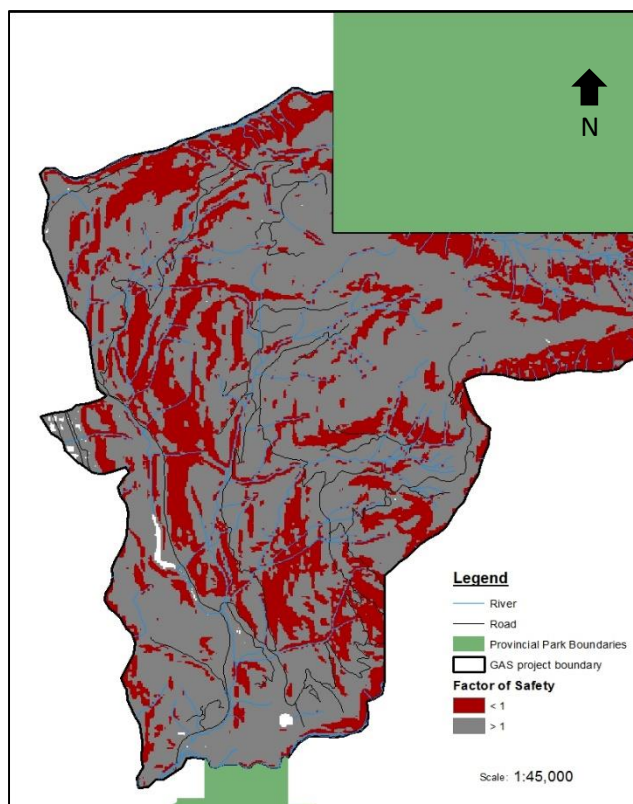 N
Legend
River
Road
Provincial Park Boundaries
GAS project boundary
Factor of Safety
< 1
> 1
Scale: 1:45,000